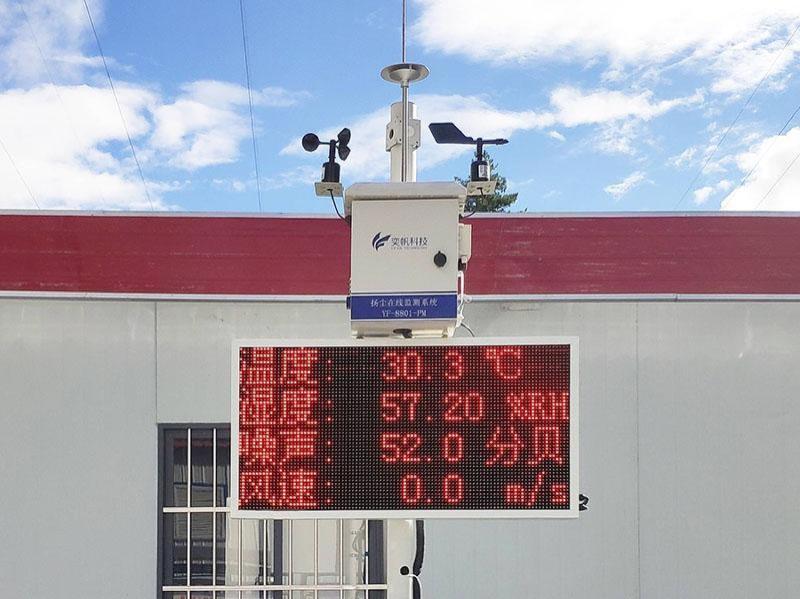 奕帆科技
扬尘在线监测系统
YF-8801-PM
温度: 30.3 ℃
湿度: 57.20 %RH
噪声: 52.0 分贝
风速: 0.0 m/s